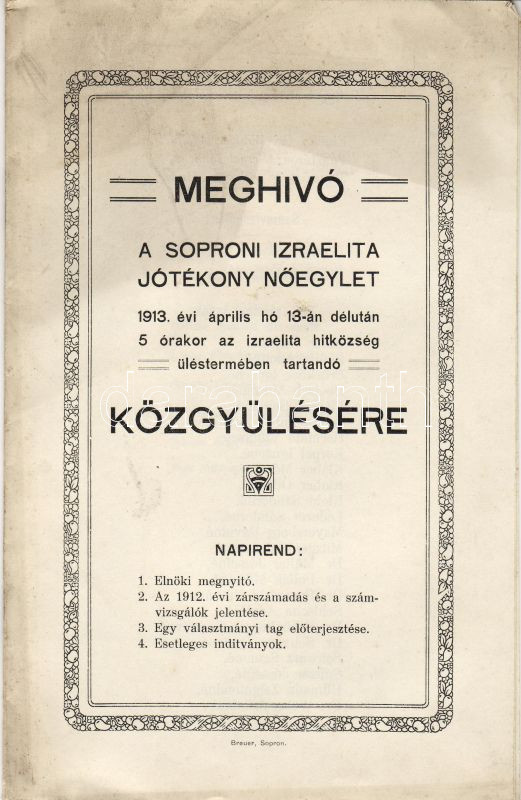 MEGHIVÓ
A SOPRONI IZRAELITA
JÓTÉKONY NŐEGYLET
1913. évi április hó 13-án délután
5 órakor az izraelita hitközség
üléstermében tartandó
KÖZGYÜLÉSÉRE
NAPIREND:
1. Elnöki megnyitó.
2. Az 1912. évi zárszámadás és a szám-
vizsgálók jelentése.
3. Egy választmányi tag előterjesztése.
4. Esetleges inditványok.
Breuer, Sopron.